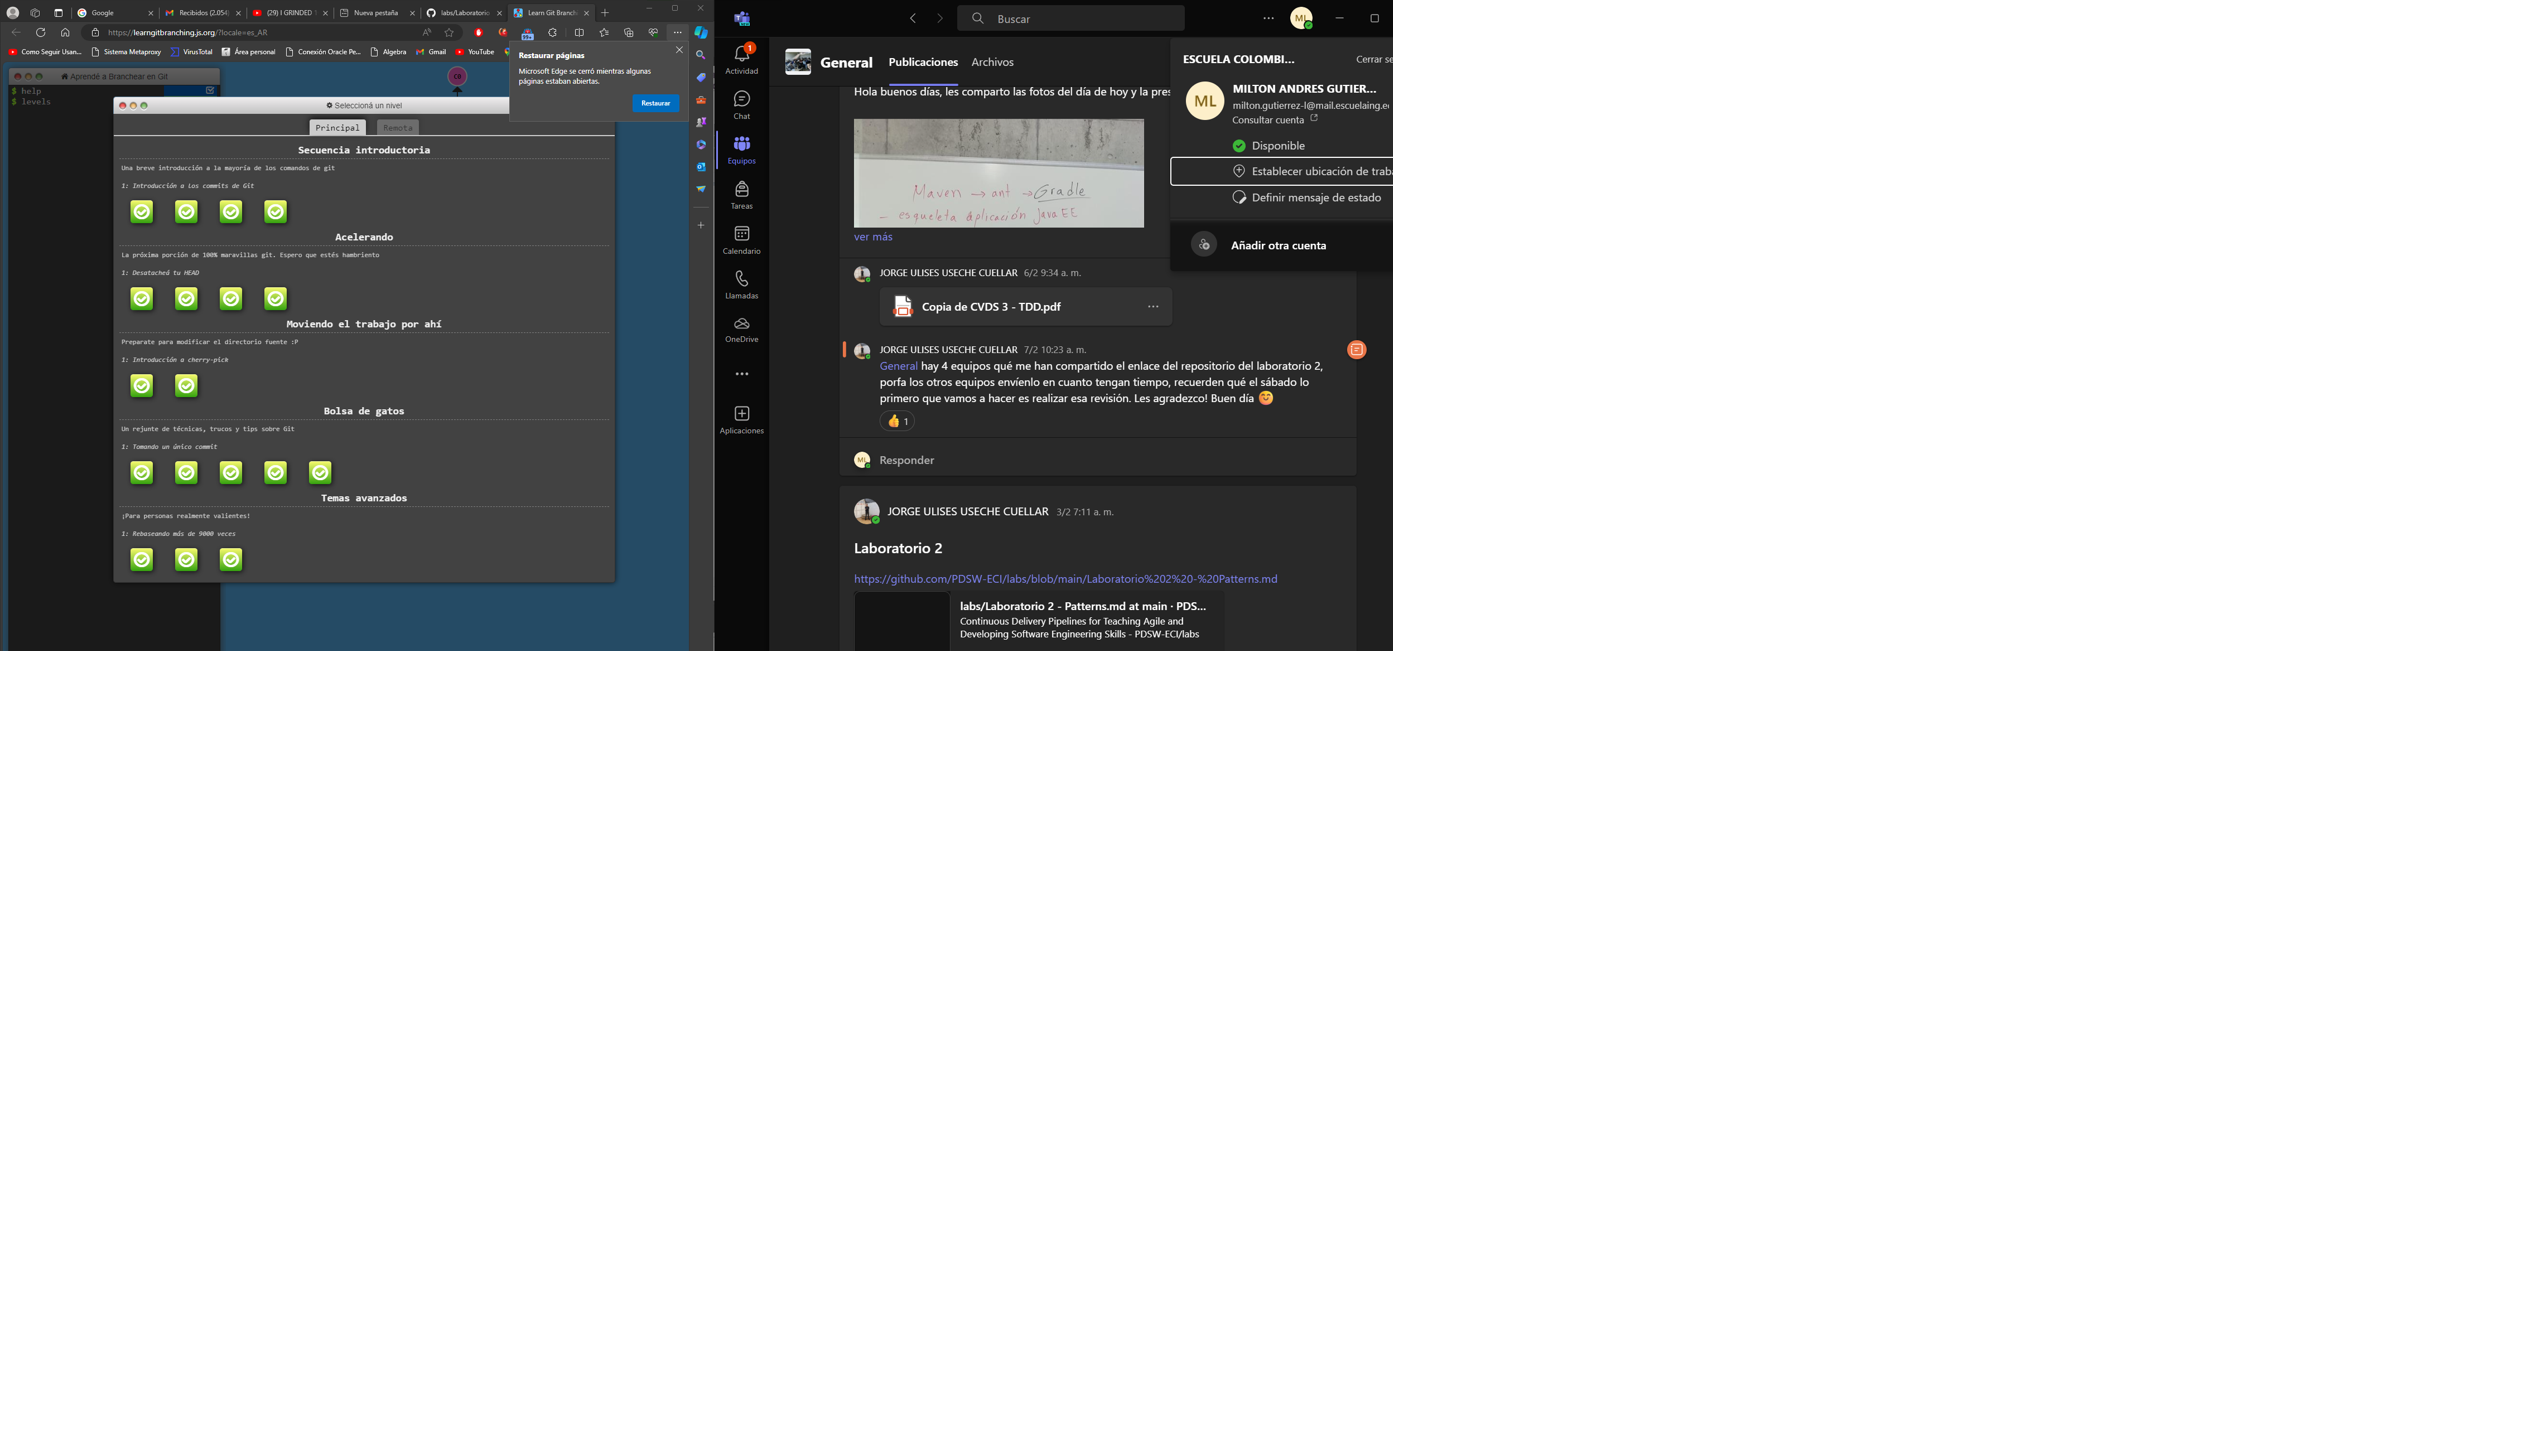 Google
Recibidos (2.054)
(29) I GRINDED
Nueva pestaña
labs/Laboratorio
Learn Git Branch
https://learngitbranching.js.org/?locale=es_AR
99+
Como Seguir Usan...
Sistema Metaproxy
VirusTotal
Área personal
Conexión Oracle Pe...
Algebra
Gmail
YouTube
Restaurar páginas
Microsoft Edge se cerró mientras algunas
páginas estaban abiertas.
Restaurar
Aprendé a Branchear en Git
$ help
$ levels
C0
Seleccioná un nivel
Principal
Remota
Secuencia introductoria
Una breve introducción a la mayoría de los comandos de git
1: Introducción a los commits de Git
Acelerando
La próxima porción de 100% maravillas git. Espero que estés hambriento
1: Desatacheá tu HEAD
Moviendo el trabajo por ahí
Preparate para modificar el directorio fuente :P
1: Introducción a cherry-pick
Bolsa de gatos
Un rejunte de técnicas, trucos y tips sobre Git
1: Tomando un único commit
Temas avanzados
¡Para personas realmente valientes!
1: Rebaseando más de 9000 veces
Buscar
ML
1
Actividad
Chat
Equipos
Tareas
Calendario
Llamadas
OneDrive
Aplicaciones
General
Publicaciones
Archivos
Hola buenos días, les comparto las fotos del día de hoy y la pres
Maven → ant → Gradle
- esqueleta aplicación Java EE
ver más
JORGE ULISES USECHE CUELLAR 6/2 9:34 a. m.
Copia de CVDS 3 - TDD.pdf
JORGE ULISES USECHE CUELLAR 7/2 10:23 a. m.
General hay 4 equipos qué me han compartido el enlace del repositorio del laboratorio 2,
porfa los otros equipos envíenlo en cuanto tengan tiempo, recuerden qué el sábado lo
primero que vamos a hacer es realizar esa revisión. Les agradezco! Buen día 😊
👍 1
ML
Responder
JORGE ULISES USECHE CUELLAR 3/2 7:11 a. m.
Laboratorio 2
https://github.com/PDSW-ECI/labs/blob/main/Laboratorio%202%20-%20Patterns.md
labs/Laboratorio 2 - Patterns.md at main · PDS...
Continuous Delivery Pipelines for Teaching Agile and
Developing Software Engineering Skills - PDSW-ECI/labs
ESCUELA COLOMBI...
Cerrar se
ML
MILTON ANDRES GUTIER...
milton.gutierrez-l@mail.escuelaing.e
Consultar cuenta
Disponible
Establecer ubicación de traba
Definir mensaje de estado
Añadir otra cuenta